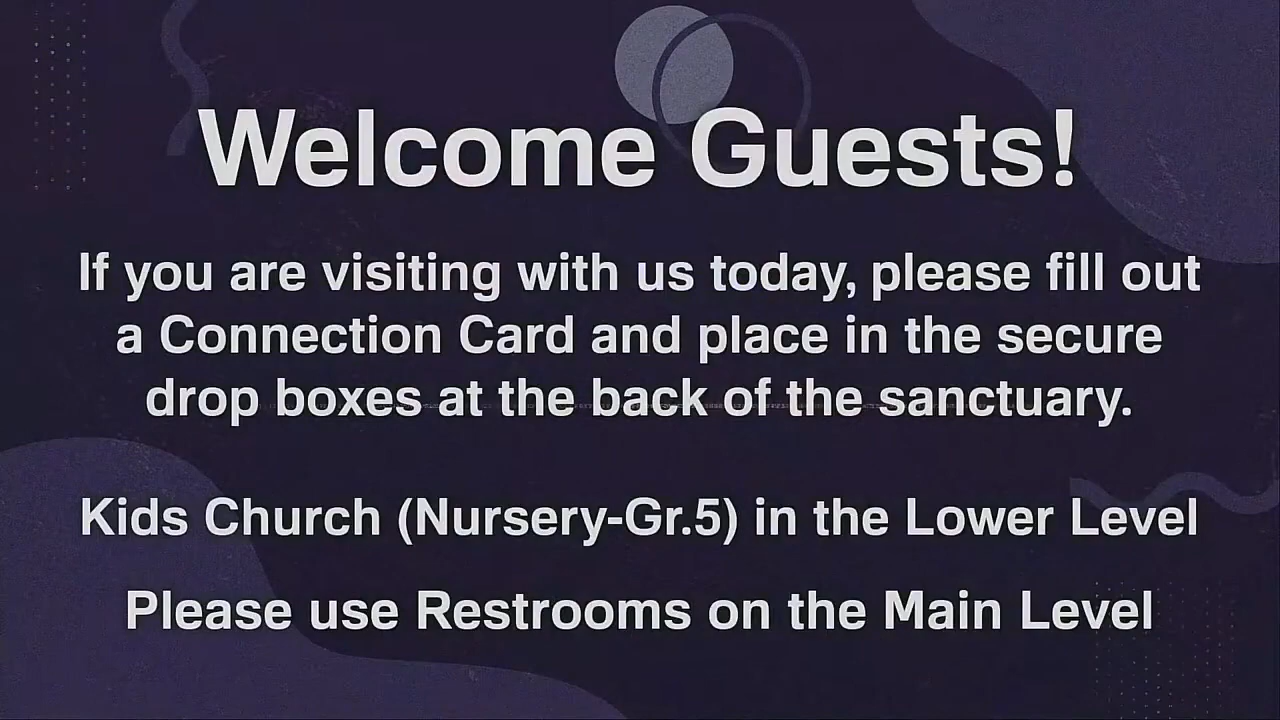 Welcome Guests!
If you are visiting with us today, please fill out
a Connection Card and place in the secure
drop boxes at the back of the sanctuary.
Kids Church (Nursery-Gr.5) in the Lower Level
Please use Restrooms on the Main Level